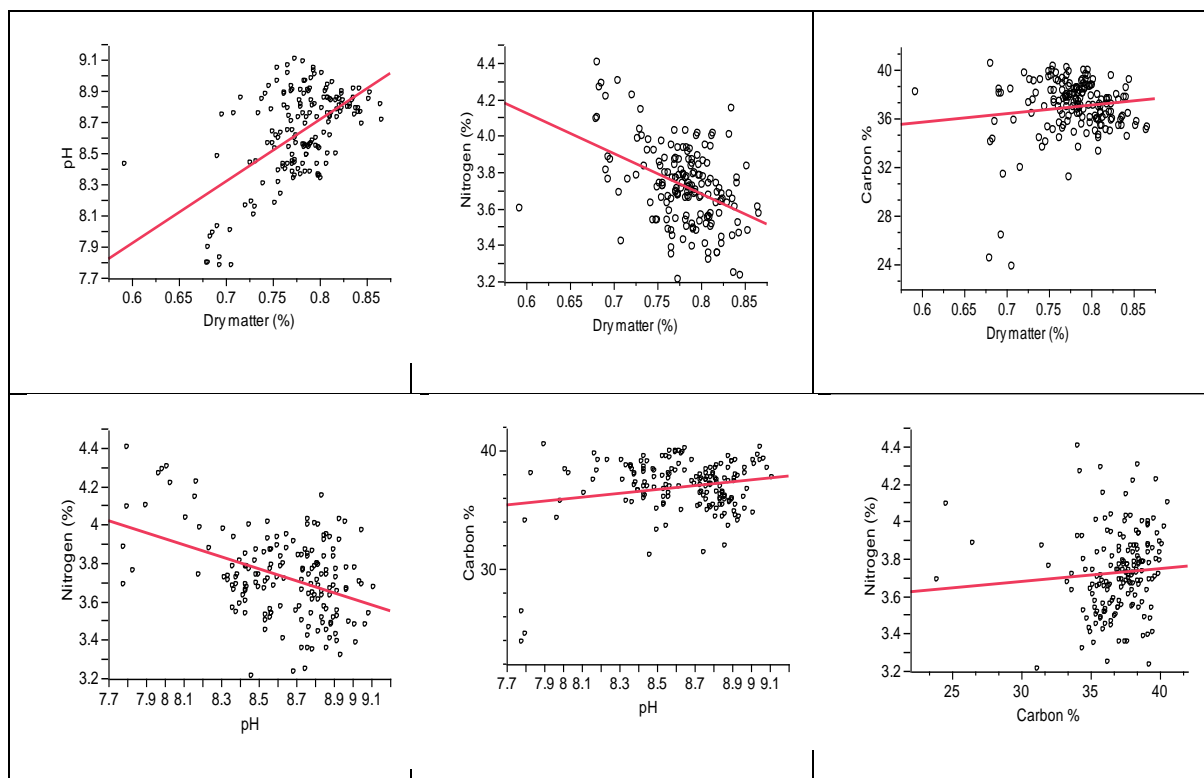 pH
9.1
8.9
8.7
8.5
8.3
8.1
7.9
7.7
0.6 0.65 0.7 0.75 0.8 0.85
Dry matter (%)
Nitrogen (%)
4.4
4.2
4.0
3.8
3.6
3.4
3.2
0.6 0.65 0.7 0.75 0.8 0.85
Dry matter (%)
Carbon %
40
36
32
28
24
0.6 0.65 0.7 0.75 0.8 0.85
Dry matter (%)
Nitrogen (%)
4.4
4.2
4
3.8
3.6
3.4
3.2
7.7 7.9 8 8.1 8.3 8.5 8.7 8.9 9 9.1
pH
Carbon %
40
30
7.7 7.9 8 8.1 8.3 8.5 8.7 8.9 9 9.1
pH
Nitrogen %
4.4
4.2
4.0
3.8
3.6
3.4
3.2
25 30 35 40
Carbon %